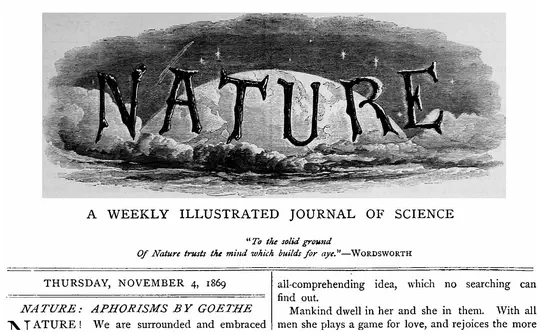 NATURE
A WEEKLY ILLUSTRATED JOURNAL OF SCIENCE
"To the solid ground
Of Nature trusts the mind which builds for aye."—WORDSWORTH
THURSDAY, NOVEMBER 4, 1869
NATURE: APHORISMS BY GOETHE
NATURE! We are surrounded and embraced
all-comprehending idea, which no searching can
find out.
Mankind dwell in her and she in them. With all
men she plays a game for love, and rejoices the more